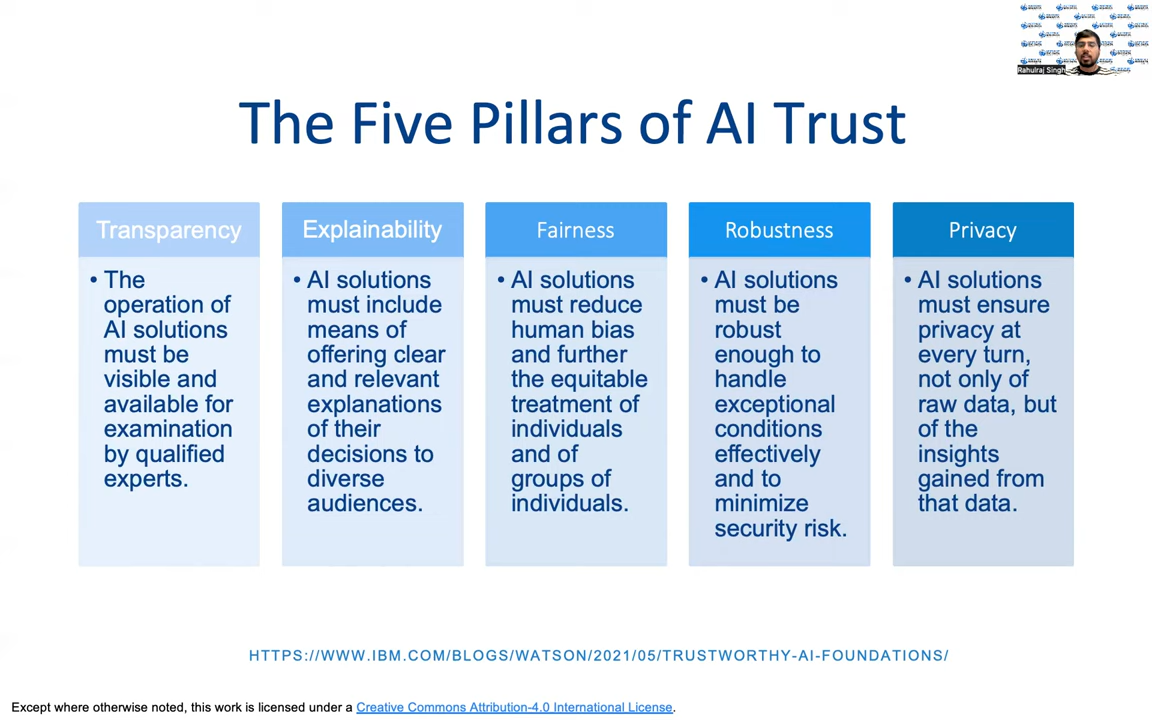 Rahulraj Singh
The Five Pillars of AI Trust
Transparency
• The
operation of
AI solutions
must be
visible and
available for
examination
by qualified
experts.
Explainability
• AI solutions
must include
means of
offering clear
and relevant
explanations
of their
decisions to
diverse
audiences.
Fairness
• AI solutions
must reduce
human bias
and further
the equitable
treatment of
individuals
and of
groups of
individuals.
Robustness
• AI solutions
must be
robust
enough to
handle
exceptional
conditions
effectively
and to
minimize
security risk.
Privacy
• AI solutions
must ensure
privacy at
every turn,
not only of
raw data, but
of the
insights
gained from
that data.
HTTPS://WWW.IBM.COM/BLOGS/WATSON/2021/05/TRUSTWORTHY-AI-FOUNDATIONS/
Except where otherwise noted, this work is licensed under a Creative Commons Attribution-4.0 International License.